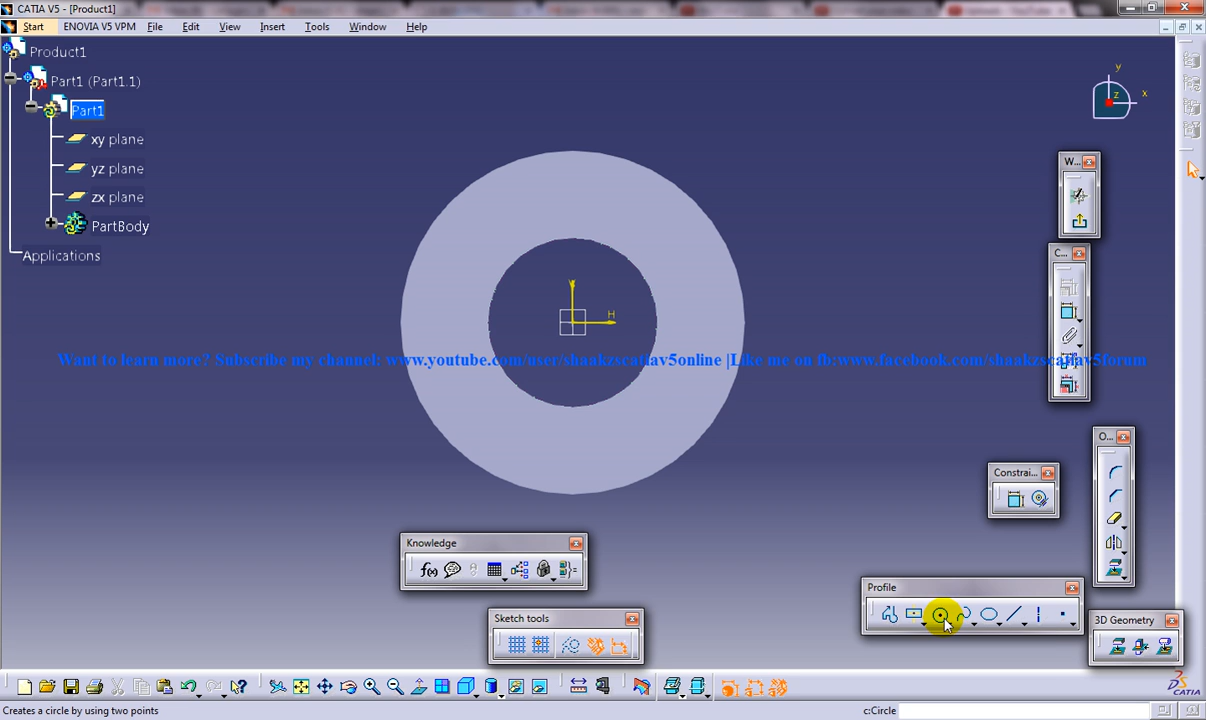 CATIA V5 - [Product1]
Start ENOVIA V5 VPM File Edit Insert View Tools Window Help
Product1
Part1 (Part1.1)
Part1
xy plane
yz plane
zx plane
PartBody
Applications
y
x
z
W...
C...
V
H
Want to learn more? Subscribe my channel: www.youtube.com/user/shaakzscatiav5online |Like me on fb:www.facebook.com/shaakzscatiav5forum
O...
Constrai...
Knowledge
f(x)
Profile
Sketch tools
3D Geometry
Creates a circle by using two points
c:Circle